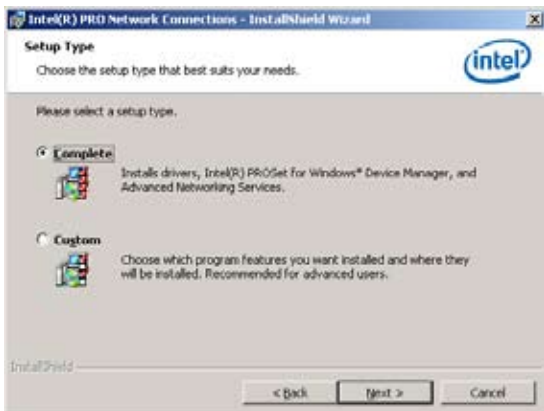 Intel(R) PRO Network Connections - InstallShield Wizard
Setup Type
Choose the setup type that best suits your needs.
intel
Please select a setup type.
Complete
Installs drivers, Intel(R) PROSet for Windows* Device Manager, and
Advanced Networking Services.
Custom
Choose which program features you want installed and where they
will be installed. Recommended for advanced users.
InstallShield
< Back
Next >
Cancel